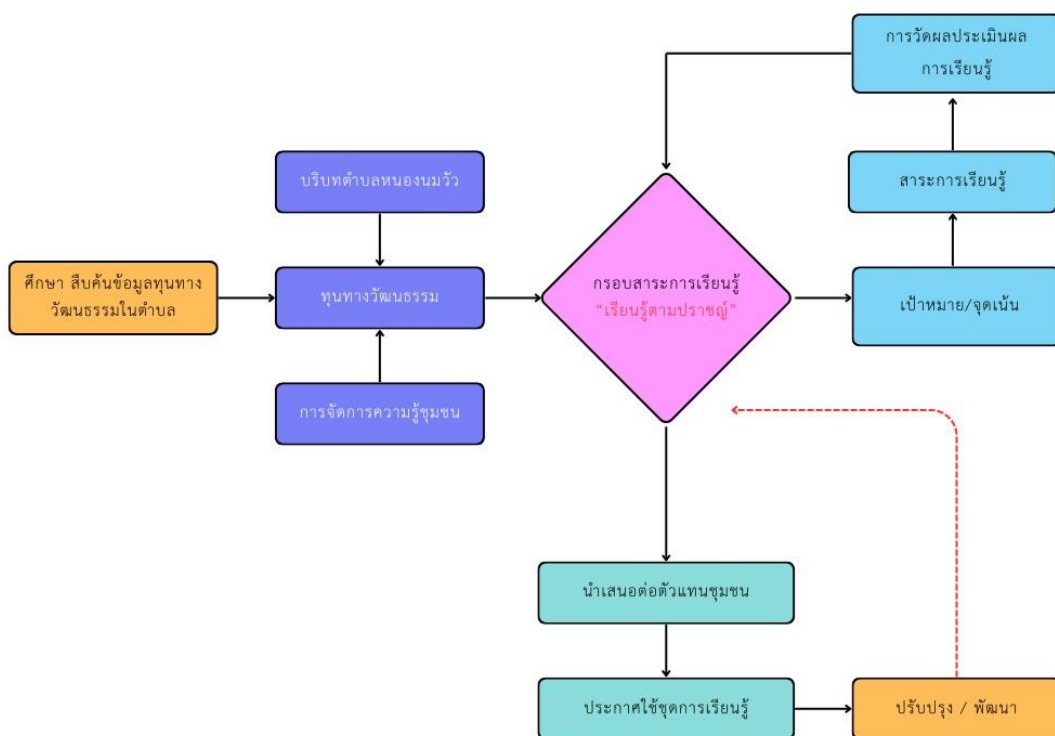 การวัดผลประเมินผล
การเรียนรู้
บริบทตำบลหนองนมวัว
สาระการเรียนรู้
ศึกษา สืบค้นข้อมูลทุนทาง
วัฒนธรรมในตำบล
ทุนทางวัฒนธรรม
กรอบสาระการเรียนรู้
“เรียนรู้ตามปราชญ์”
เป้าหมาย/จุดเน้น
การจัดการความรู้ชุมชน
นำเสนอต่อตัวแทนชุมชน
ประกาศใช้ชุดการเรียนรู้
ปรับปรุง / พัฒนา